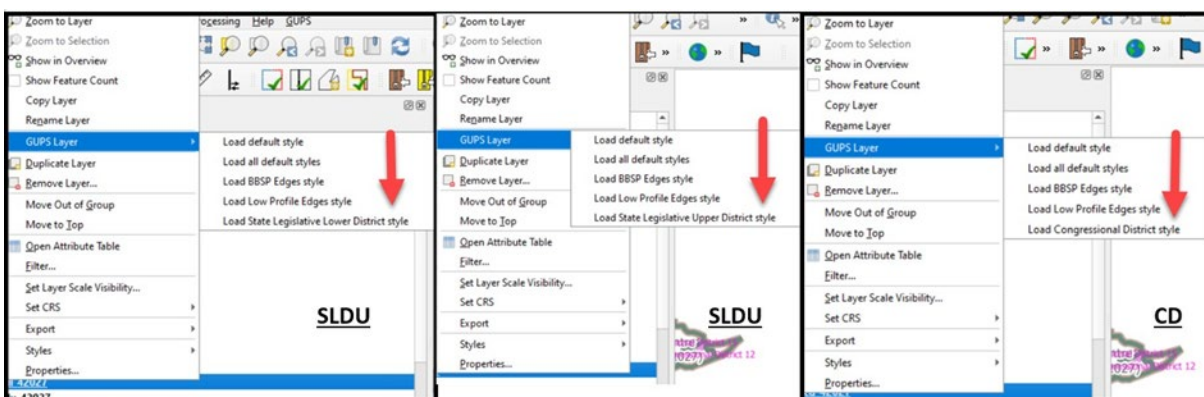 Zoom to Layer
Zoom to Selection
Show in Overview
Show Feature Count
Copy Layer
Rename Layer
GUPS Layer
Duplicate Layer
Remove Layer...
Move Out of Group
Move to Top
Open Attribute Table
Filter...
Set Layer Scale Visibility...
Set CRS
Export
Styles
Properties...
42027
Help GUPS
Load default style
Load all default styles
Load BBSP Edges style
Load Low Profile Edges style
Load State Legislative Lower District style
SLDU
Zoom to Layer
Zoom to Selection
Show in Overview
Show Feature Count
Copy Layer
Rename Layer
GUPS Layer
Duplicate Layer
Remove Layer...
Move Out of Group
Move to Top
Open Attribute Table
Filter...
Set Layer Scale Visibility...
Set CRS
Export
Styles
Properties...
Load default style
Load all default styles
Load BBSP Edges style
Load Low Profile Edges style
Load State Legislative Upper District style
SLDU
Zoom to Layer
Zoom to Selection
Show in Overview
Show Feature Count
Copy Layer
Rename Layer
GUPS Layer
Duplicate Layer
Remove Layer...
Move Out of Group
Move to Top
Open Attribute Table
Filter...
Set Layer Scale Visibility...
Set CRS
Export
Styles
Properties...
Load default style
Load all default styles
Load BBSP Edges style
Load Low Profile Edges style
Load Congressional District style
CD